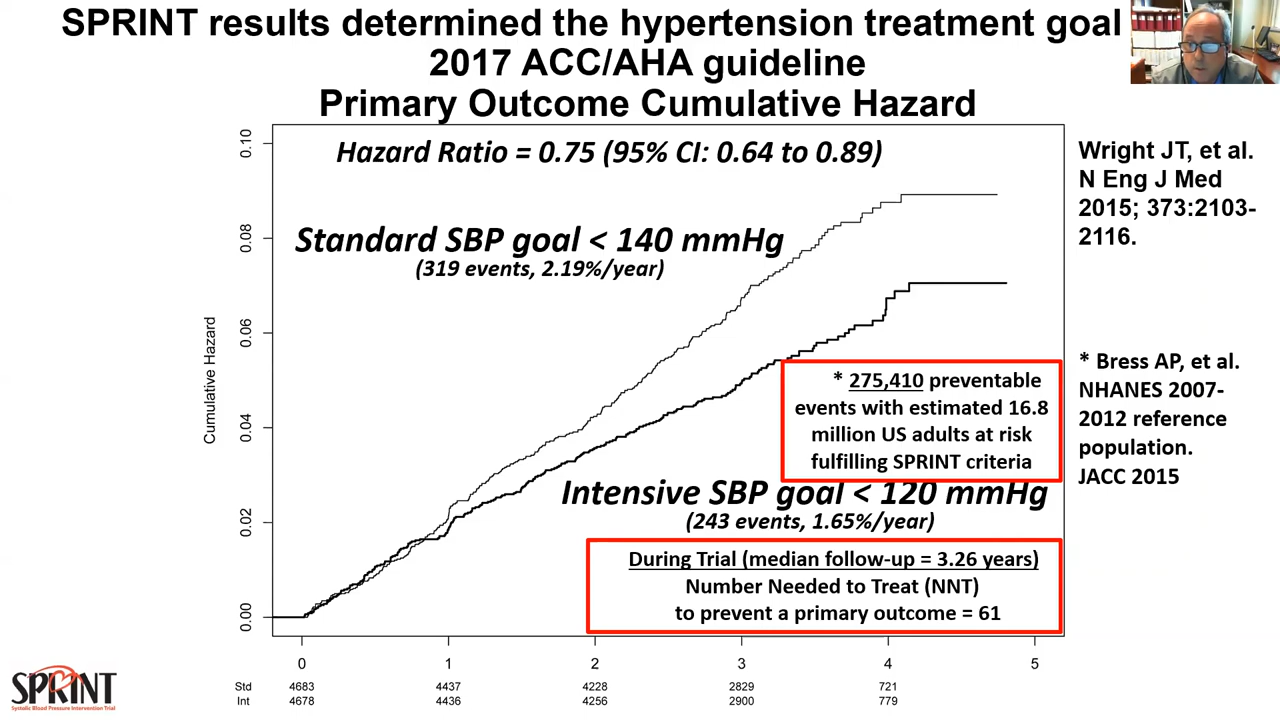 SPRINT results determined the hypertension treatment goal
2017 ACC/AHA guideline
Primary Outcome Cumulative Hazard
Hazard Ratio = 0.75 (95% CI: 0.64 to 0.89)
Standard SBP goal < 140 mmHg
(319 events, 2.19%/year)
Wright JT, et al.
N Eng J Med
2015; 373:2103-
2116.
* 275,410 preventable
events with estimated 16.8
million US adults at risk
fulfilling SPRINT criteria
* Bress AP, et al.
NHANES 2007-
2012 reference
population.
JACC 2015
Intensive SBP goal < 120 mmHg
(243 events, 1.65%/year)
During Trial (median follow-up = 3.26 years)
Number Needed to Treat (NNT)
to prevent a primary outcome = 61
Cumulative Hazard
0.10
0.08
0.06
0.04
0.02
0.00
0 1 2 3 4 5
Std 4683 4437 4228 2829 721
Int 4678 4436 4256 2900 779
SPRINT
Systolic Blood Pressure Intervention Trial